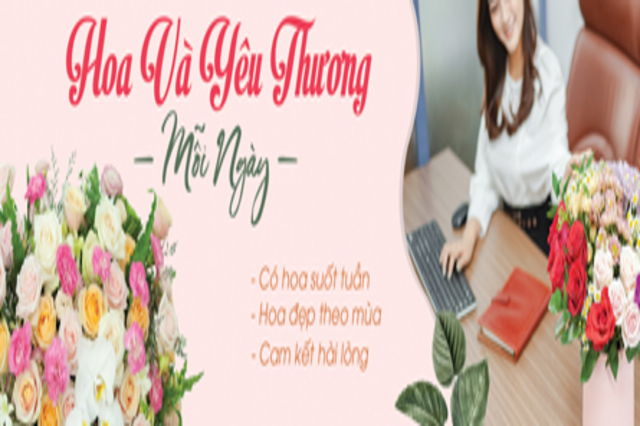 Hoa Và Yêu Thương
- Mỗi Ngày -
- Có hoa suốt tuần
- Hoa đẹp theo mùa
- Cam kết hài lòng